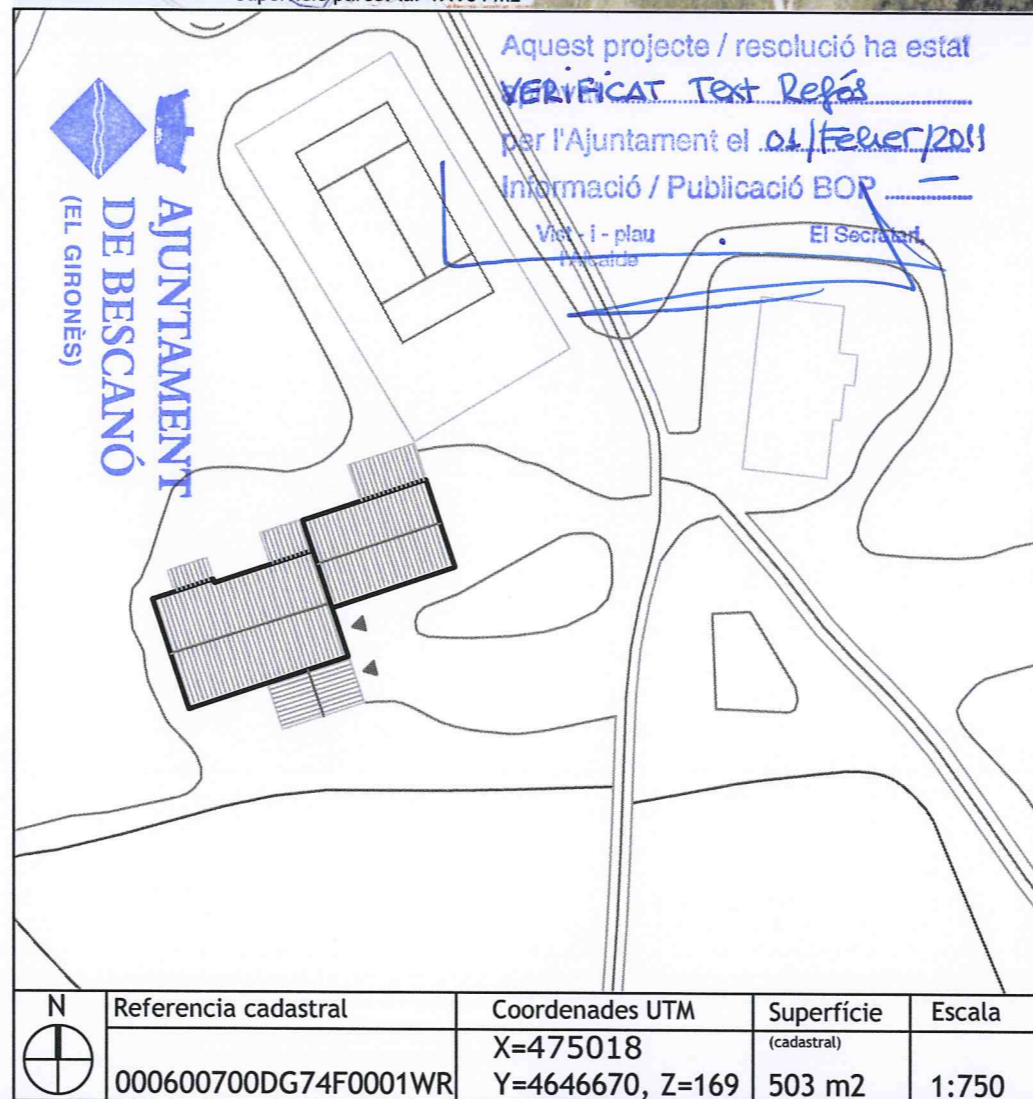 Aquest projecte / resolució ha estat
VERIFICAT Text Refós
per l'Ajuntament el 01/Febrer/2011
Informació / Publicació BOP
Vist - i - plau
l'Alcalde
El Secretari,
AJUNTAMENT
DE BESCANÓ
(EL GIRONÈS)
N
Referencia cadastral
000600700DG74F0001WR
Coordenades UTM
X=475018
Y=4646670, Z=169
Superfície
(cadastral)
503 m2
Escala
1:750